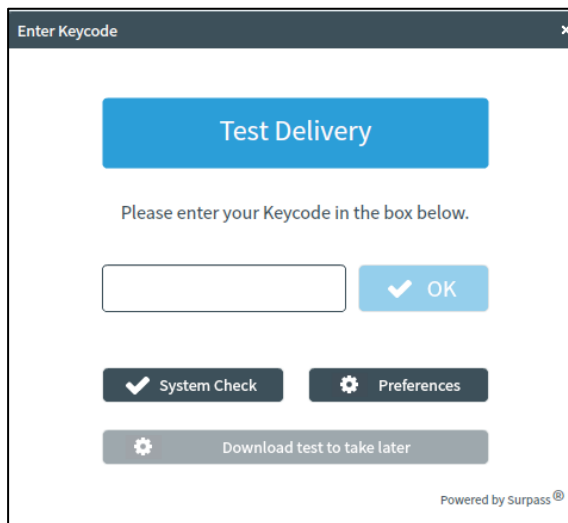 Enter Keycode
Test Delivery
Please enter your Keycode in the box below.
OK
System Check Preferences
Download test to take later
Powered by Surpass®